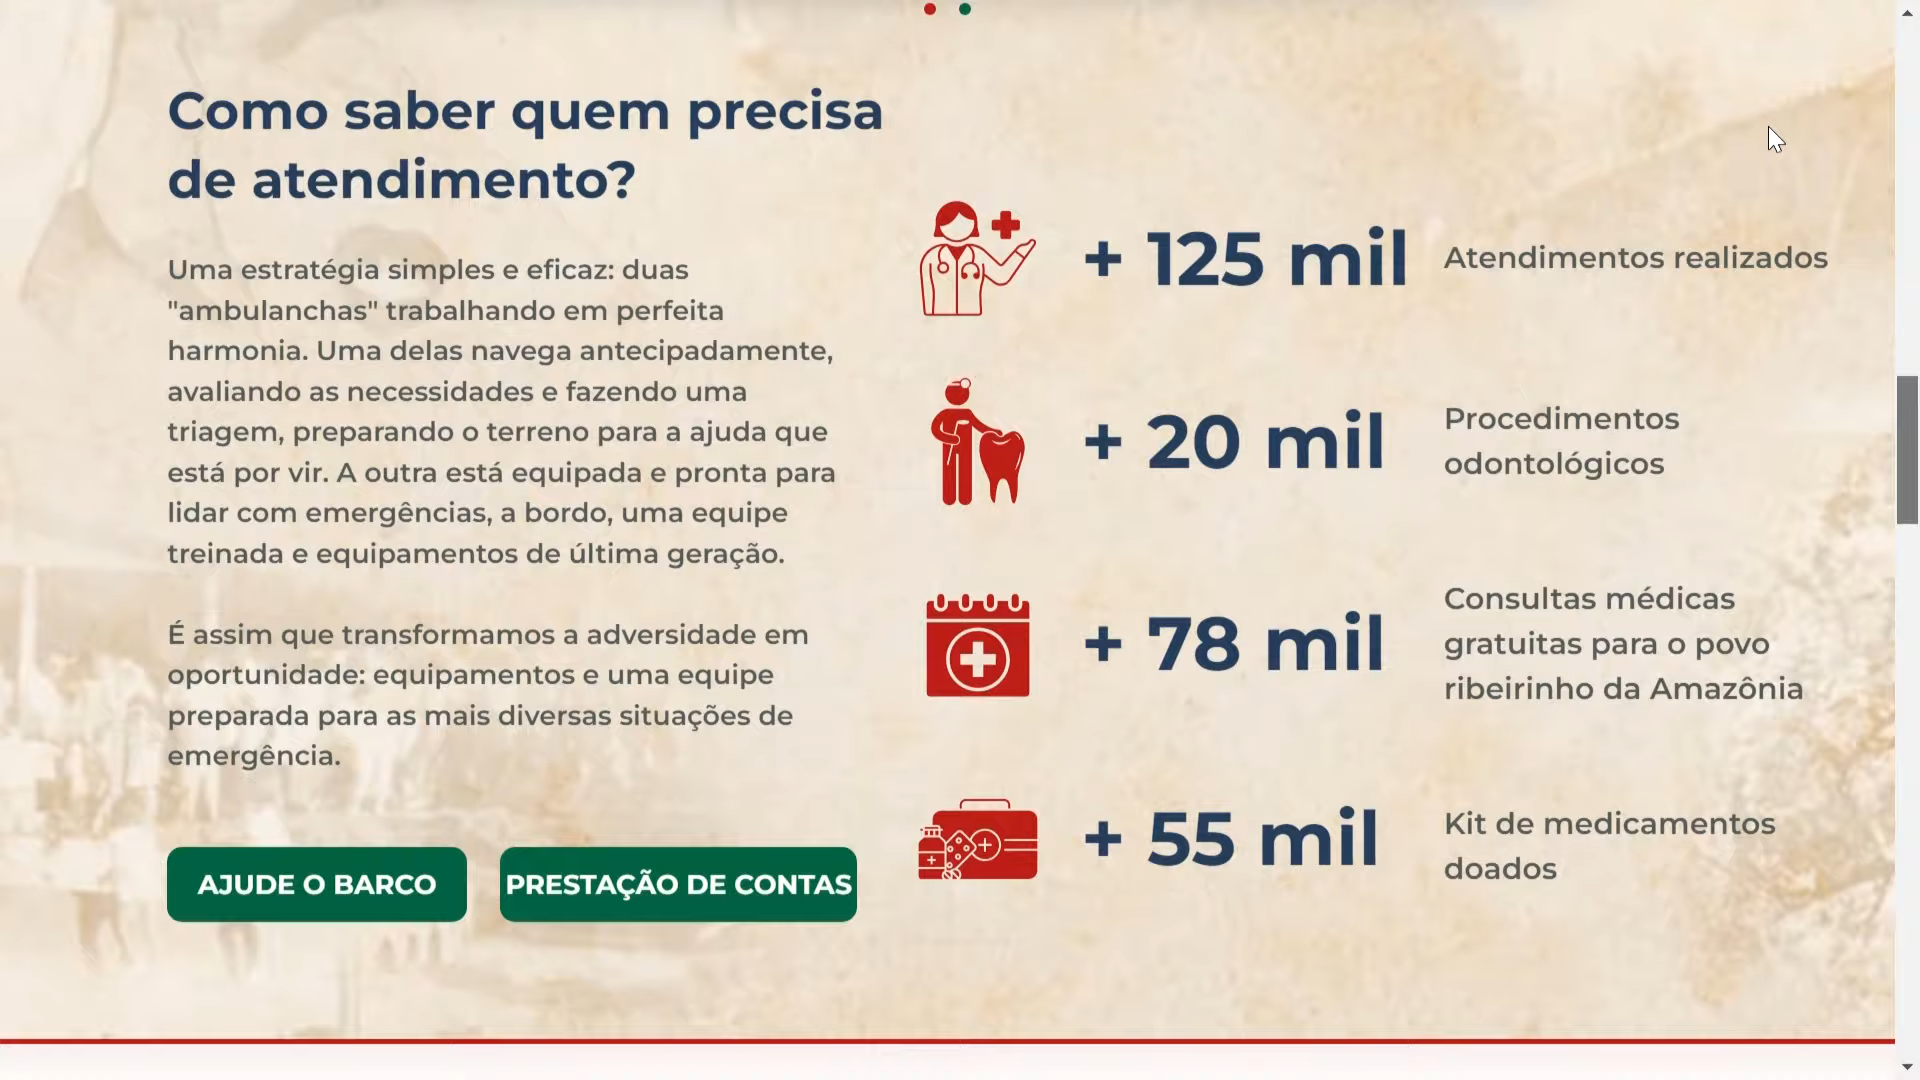 Como saber quem precisa
de atendimento?
Uma estratégia simples e eficaz: duas
"ambulanchas" trabalhando em perfeita
harmonia. Uma delas navega antecipadamente,
avaliando as necessidades e fazendo uma
triagem, preparando o terreno para a ajuda que
está por vir. A outra está equipada e pronta para
lidar com emergências, a bordo, uma equipe
treinada e equipamentos de última geração.
É assim que transformamos a adversidade em
oportunidade: equipamentos e uma equipe
preparada para as mais diversas situações de
emergência.
AJUDE O BARCO
PRESTAÇÃO DE CONTAS
+ 125 mil
Atendimentos realizados
+ 20 mil
Procedimentos
odontológicos
+ 78 mil
Consultas médicas
gratuitas para o povo
ribeirinho da Amazônia
+ 55 mil
Kit de medicamentos
doados